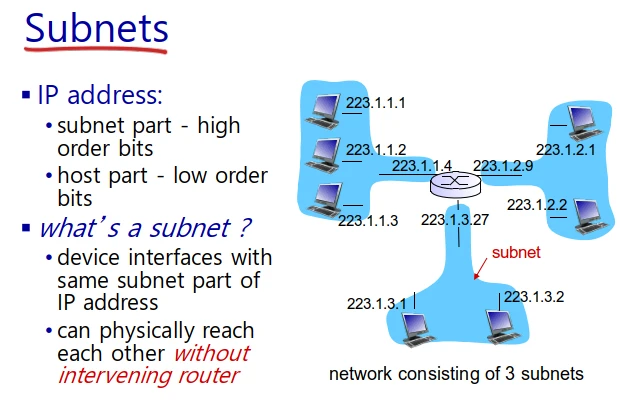 Subnets
▪ IP address:
• subnet part - high
order bits
• host part - low order
bits
▪ what's a subnet ?
• device interfaces with
same subnet part of
IP address
• can physically reach
each other without
intervening router
223.1.1.1
223.1.1.2
223.1.1.3
223.1.1.4
223.1.2.9
223.1.2.1
223.1.2.2
223.1.3.27
subnet
223.1.3.1
223.1.3.2
network consisting of 3 subnets